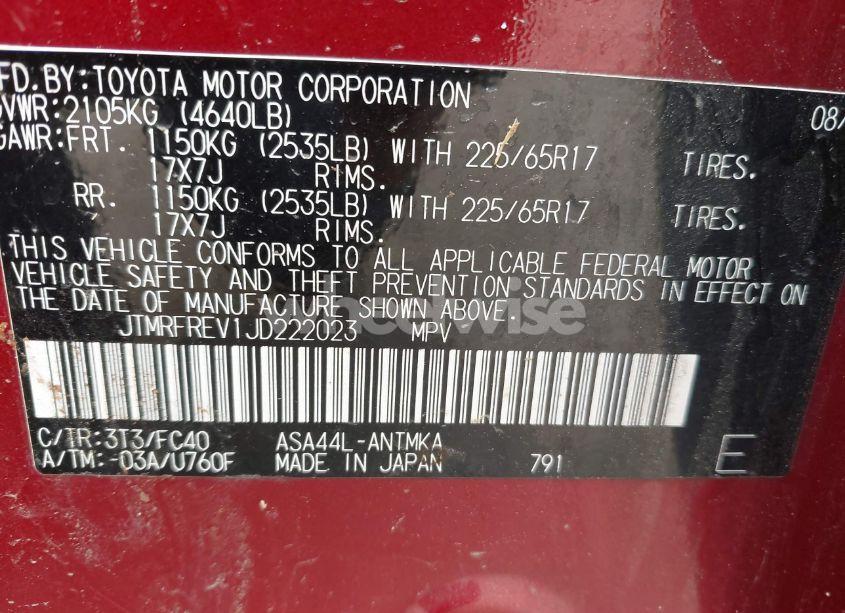 MFD. BY: TOYOTA MOTOR CORPORATION 08/
GVWR: 2105KG (4640LB)
GAWR: FRT. 1150KG (2535LB) WITH 225/65R17 TIRES.
17X7J RIMS.
RR. 1150KG (2535LB) WITH 225/65R17 TIRES.
17X7J RIMS.
THIS VEHICLE CONFORMS TO ALL APPLICABLE FEDERAL MOTOR
VEHICLE SAFETY AND THEFT PREVENTION STANDARDS IN EFFECT ON
THE DATE OF MANUFACTURE SHOWN ABOVE.
JTMRFREV1JD222023 MPV
C/TR: 3T3/FC40 ASA44L-ANTMKA
A/TM: -03A/U760F MADE IN JAPAN 791 E